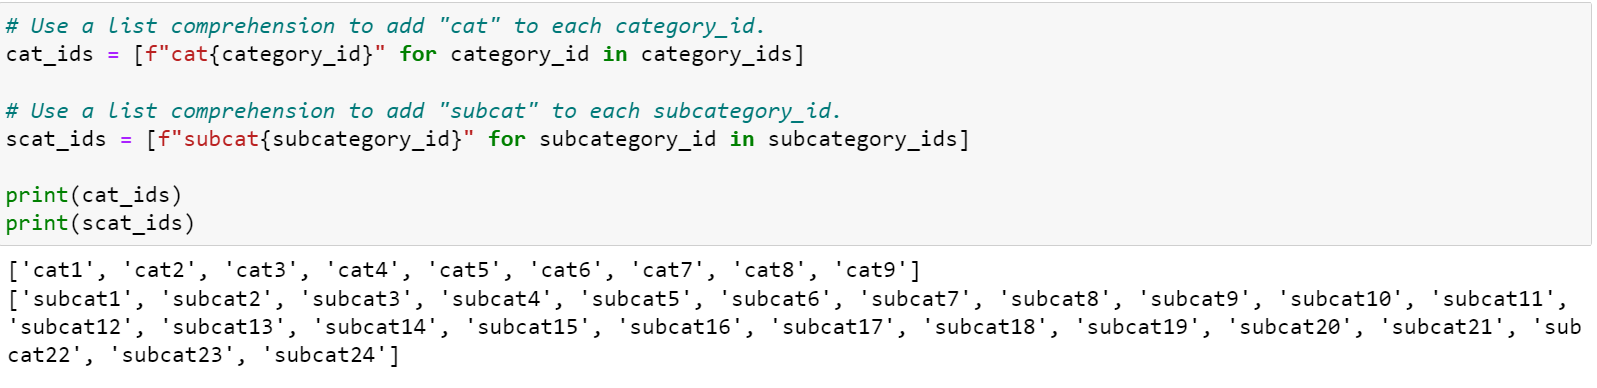 # Use a list comprehension to add "cat" to each category_id.
cat_ids = [f"cat{category_id}" for category_id in category_ids]
# Use a list comprehension to add "subcat" to each subcategory_id.
scat_ids = [f"subcat{subcategory_id}" for subcategory_id in subcategory_ids]
print(cat_ids)
print(scat_ids)
['cat1', 'cat2', 'cat3', 'cat4', 'cat5', 'cat6', 'cat7', 'cat8', 'cat9']
['subcat1', 'subcat2', 'subcat3', 'subcat4', 'subcat5', 'subcat6', 'subcat7', 'subcat8', 'subcat9', 'subcat10', 'subcat11',
'subcat12', 'subcat13', 'subcat14', 'subcat15', 'subcat16', 'subcat17', 'subcat18', 'subcat19', 'subcat20', 'subcat21', 'sub
cat22', 'subcat23', 'subcat24']